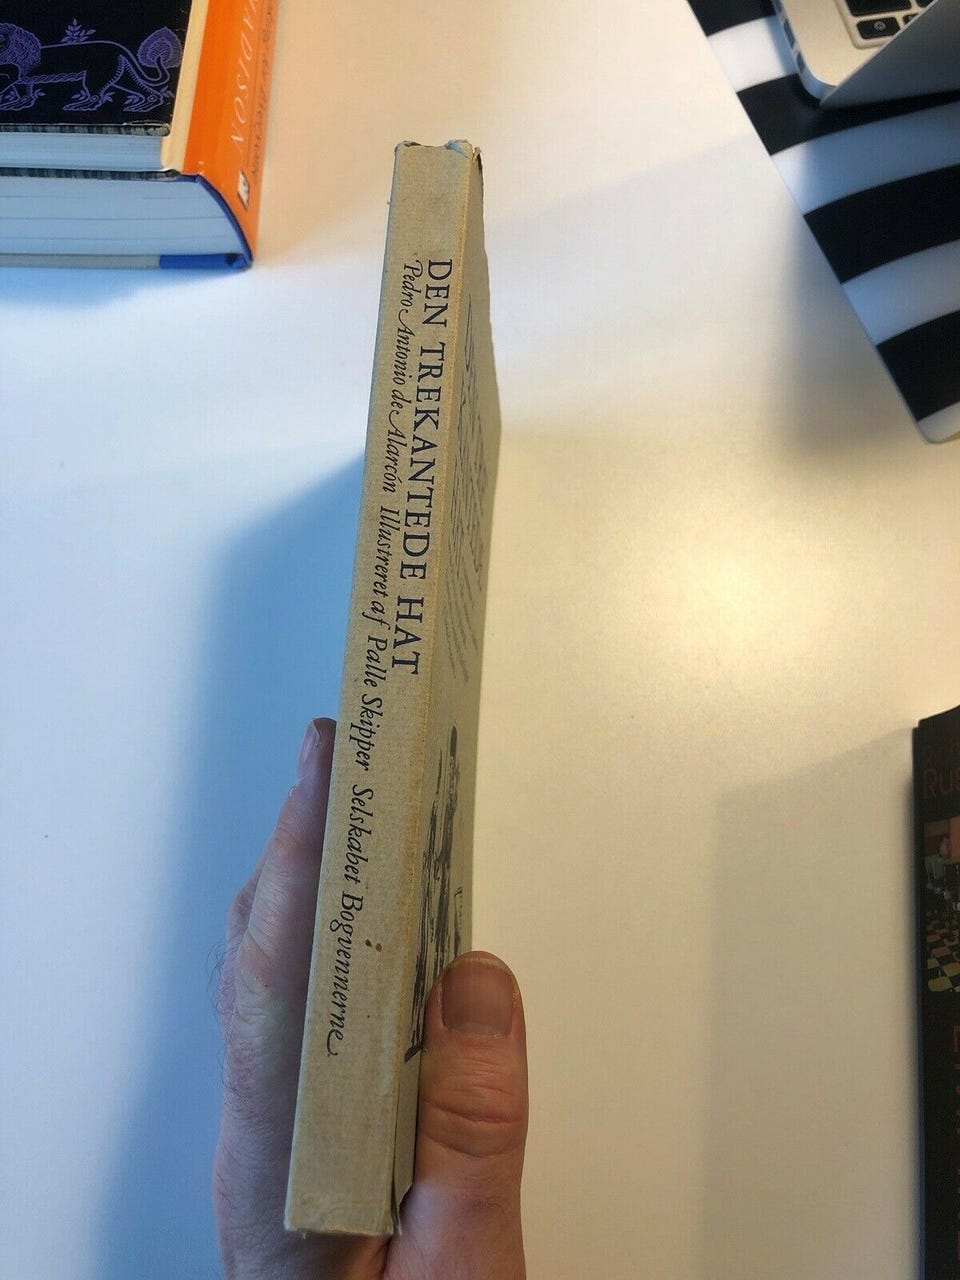 DEN TREKANTEDE HAT
Pedro Antonio de Alarcón Illustreret af Palle Skipper Selskabet Bogvennerne